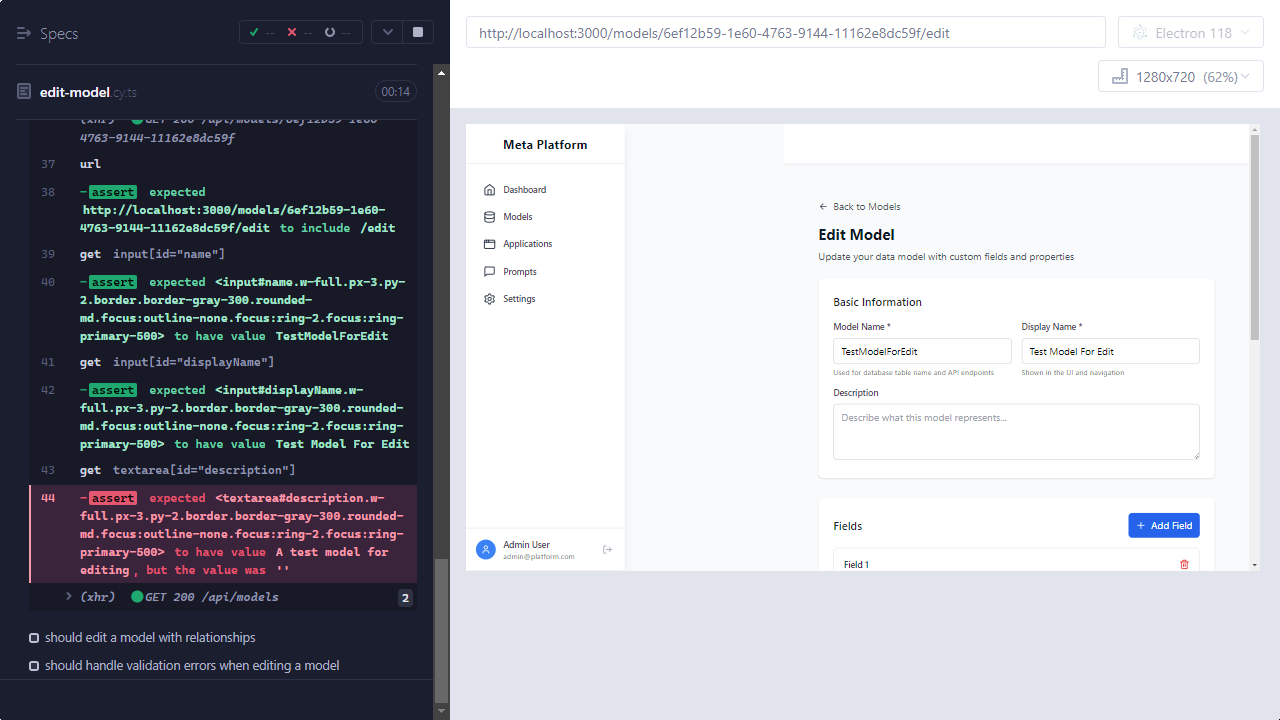 Specs
-- -- --
edit-model.cy.ts
00:14
(xhr) GET 200 /api/models/6ef12b59-1e60-
4763-9144-11162e8dc59f
37 url
38 -assert expected
http://localhost:3000/models/6ef12b59-1e60-
4763-9144-11162e8dc59f/edit to include /edit
39 get input[id="name"]
40 -assert expected <input#name.w-full.px-3.py-
2.border.border-gray-300.rounded-
md.focus:outline-none.focus:ring-2.focus:ring-
primary-500> to have value TestModelForEdit
41 get input[id="displayName"]
42 -assert expected <input#displayName.w-
full.px-3.py-2.border.border-gray-300.rounded-
md.focus:outline-none.focus:ring-2.focus:ring-
primary-500> to have value Test Model For Edit
43 get textarea[id="description"]
44 -assert expected <textarea#description.w-
full.px-3.py-2.border.border-gray-300.rounded-
md.focus:outline-none.focus:ring-2.focus:ring-
primary-500> to have value A test model for
editing, but the value was ''
(xhr) GET 200 /api/models 2
should edit a model with relationships
should handle validation errors when editing a model
http://localhost:3000/models/6ef12b59-1e60-4763-9144-11162e8dc59f/edit
Electron 118
1280x720 (62%)
Meta Platform
Dashboard
Models
Applications
Prompts
Settings
Admin User
admin@platform.com
Back to Models
Edit Model
Update your data model with custom fields and properties
Basic Information
Model Name * Display Name *
TestModelForEdit Test Model For Edit
Used for database table name and API endpoints Shown in the UI and navigation
Description
Describe what this model represents...
Fields
+ Add Field
Field 1